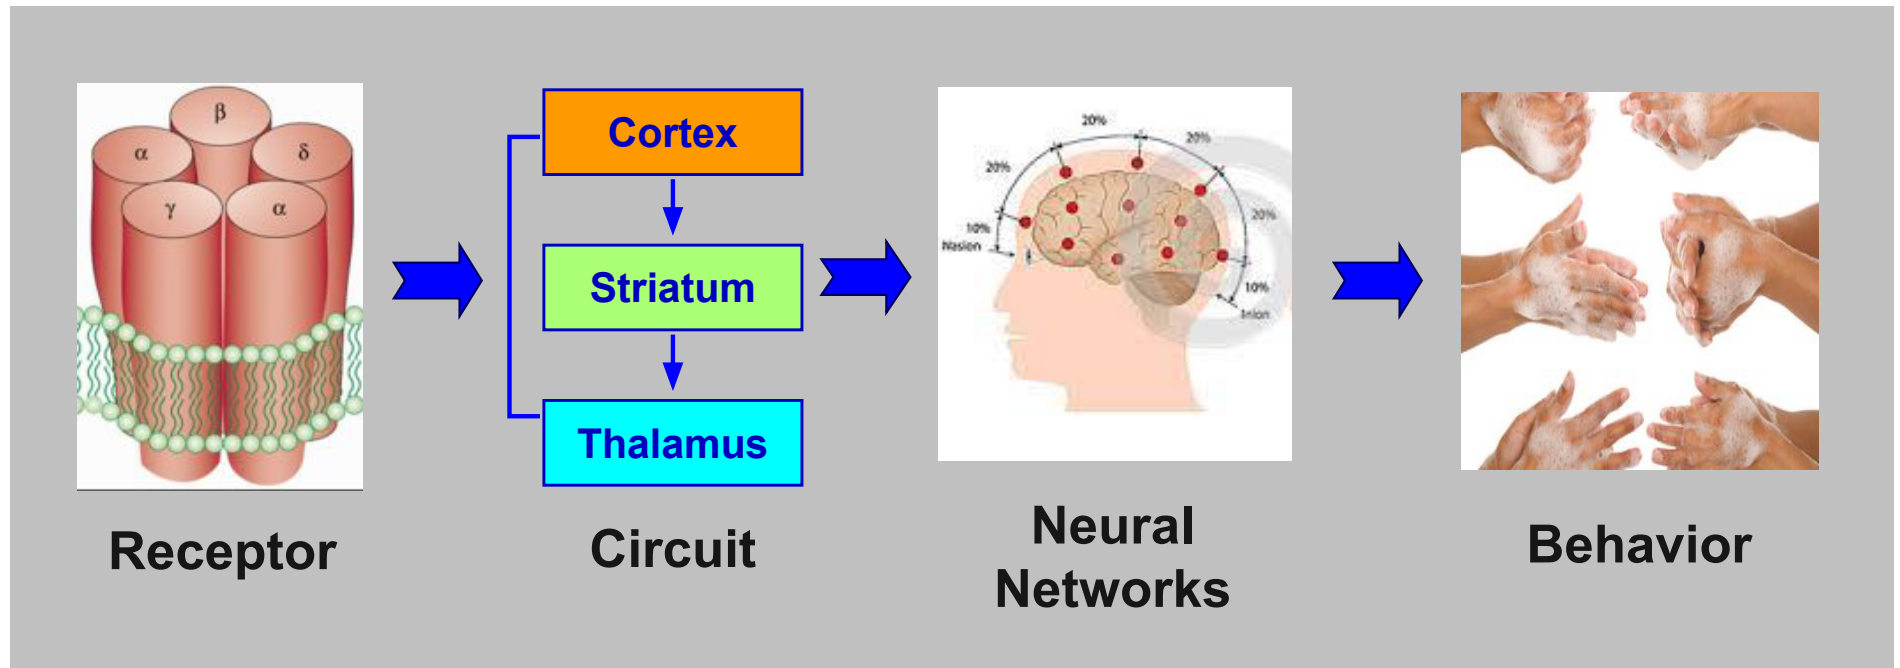 β
α
δ
γ
α
Receptor
Cortex
Striatum
Thalamus
Circuit
20%
20%
20%
20%
10%
Nasion
10%
Inion
Neural
Networks
Behavior